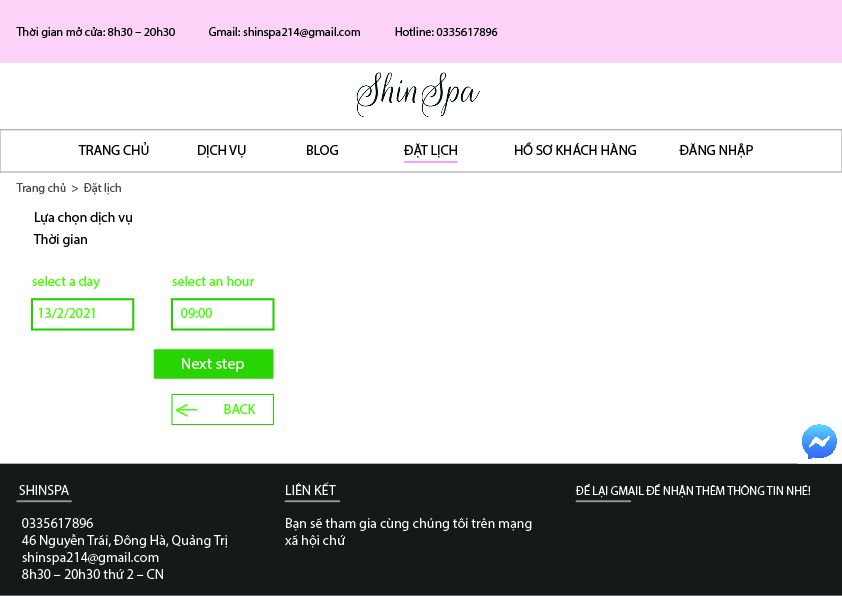 Thời gian mở cửa: 8h30 – 20h30 Gmail: shinspa214@gmail.com Hotline: 0335617896
Shin Spa
TRANG CHỦ DỊCH VỤ BLOG ĐẶT LỊCH HỒ SƠ KHÁCH HÀNG ĐĂNG NHẬP
Trang chủ > Đặt lịch
Lựa chọn dịch vụ
Thời gian
select a day select an hour
13/2/2021 09:00
Next step
BACK
SHINSPA LIÊN KẾT ĐỂ LẠI GMAIL ĐỂ NHẬN THÊM THÔNG TIN NHÉ!
0335617896 Bạn sẽ tham gia cùng chúng tôi trên mạng
46 Nguyễn Trái, Đông Hà, Quảng Trị xã hội chứ
shinspa214@gmail.com
8h30 – 20h30 thứ 2 – CN